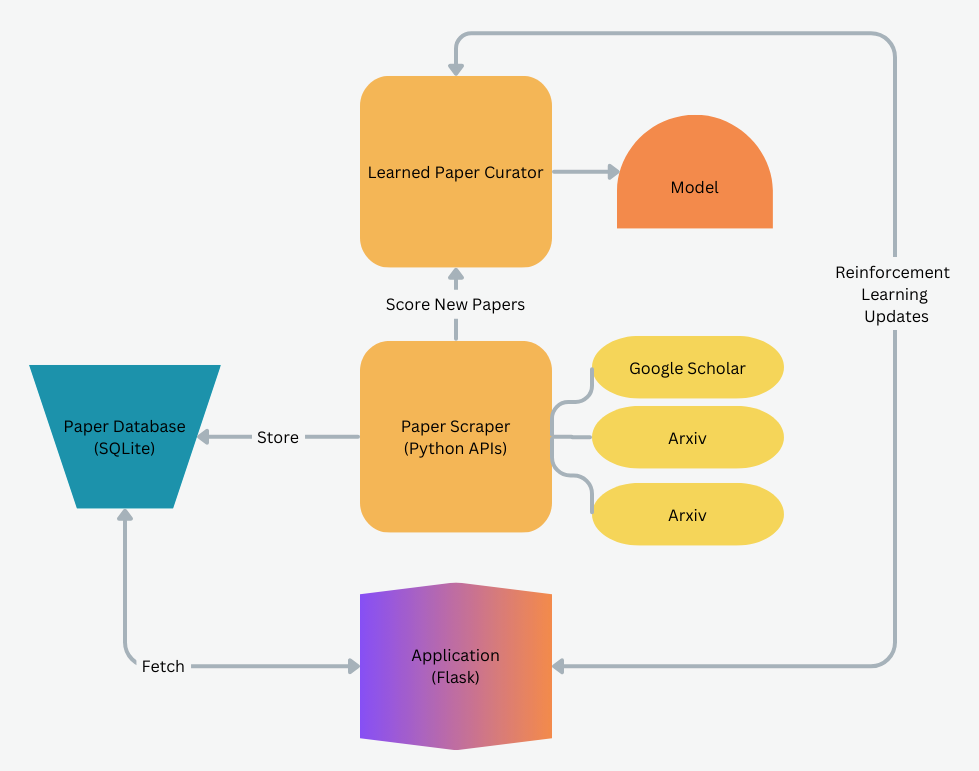 Learned Paper Curator
Model
Reinforcement
Learning
Updates
Score New Papers
Google Scholar
Paper Database
(SQLite)
Store
Paper Scraper
(Python APIs)
Arxiv
Arxiv
Application
(Flask)
Fetch